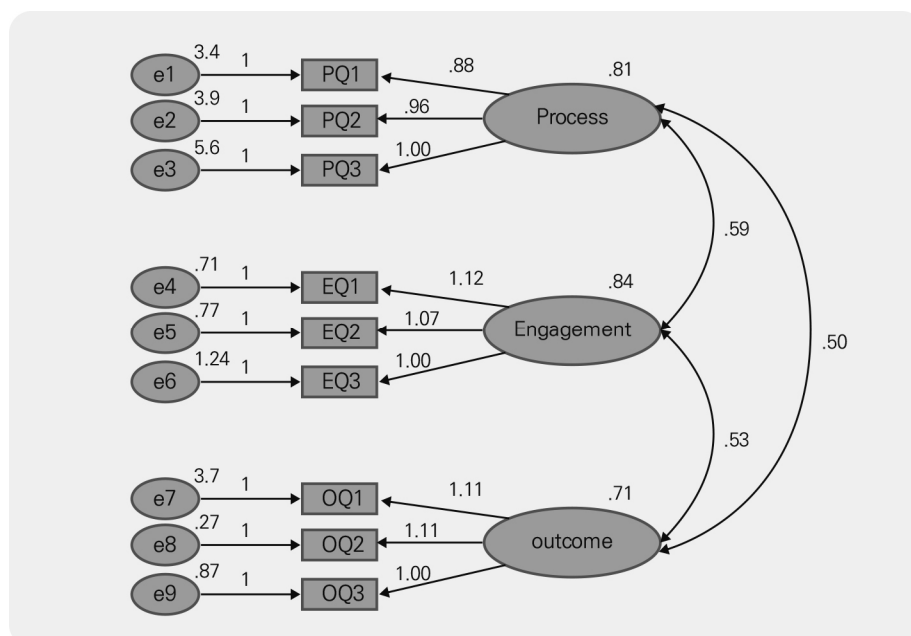 3.4
e1 1 PQ1 .88 .81
3.9
e2 1 PQ2 .96 Process
5.6
e3 1 PQ3 1.00
.59
.71
e4 1 EQ1 1.12 .84
.77
e5 1 EQ2 1.07 Engagement
1.24
e6 1 EQ3 1.00
.50
.53
3.7
e7 1 OQ1 1.11 .71
.27
e8 1 OQ2 1.11 outcome
.87
e9 1 OQ3 1.00